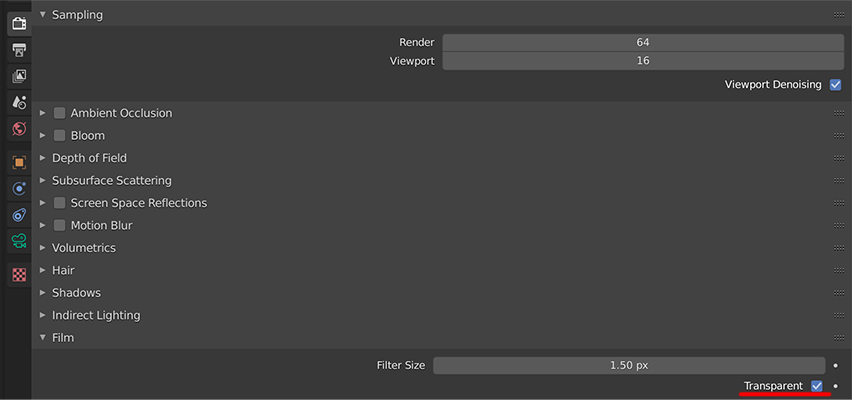 Sampling
Render 64
Viewport 16
Viewport Denoising
Ambient Occlusion
Bloom
Depth of Field
Subsurface Scattering
Screen Space Reflections
Motion Blur
Volumetrics
Hair
Shadows
Indirect Lighting
Film
Filter Size 1.50 px
Transparent